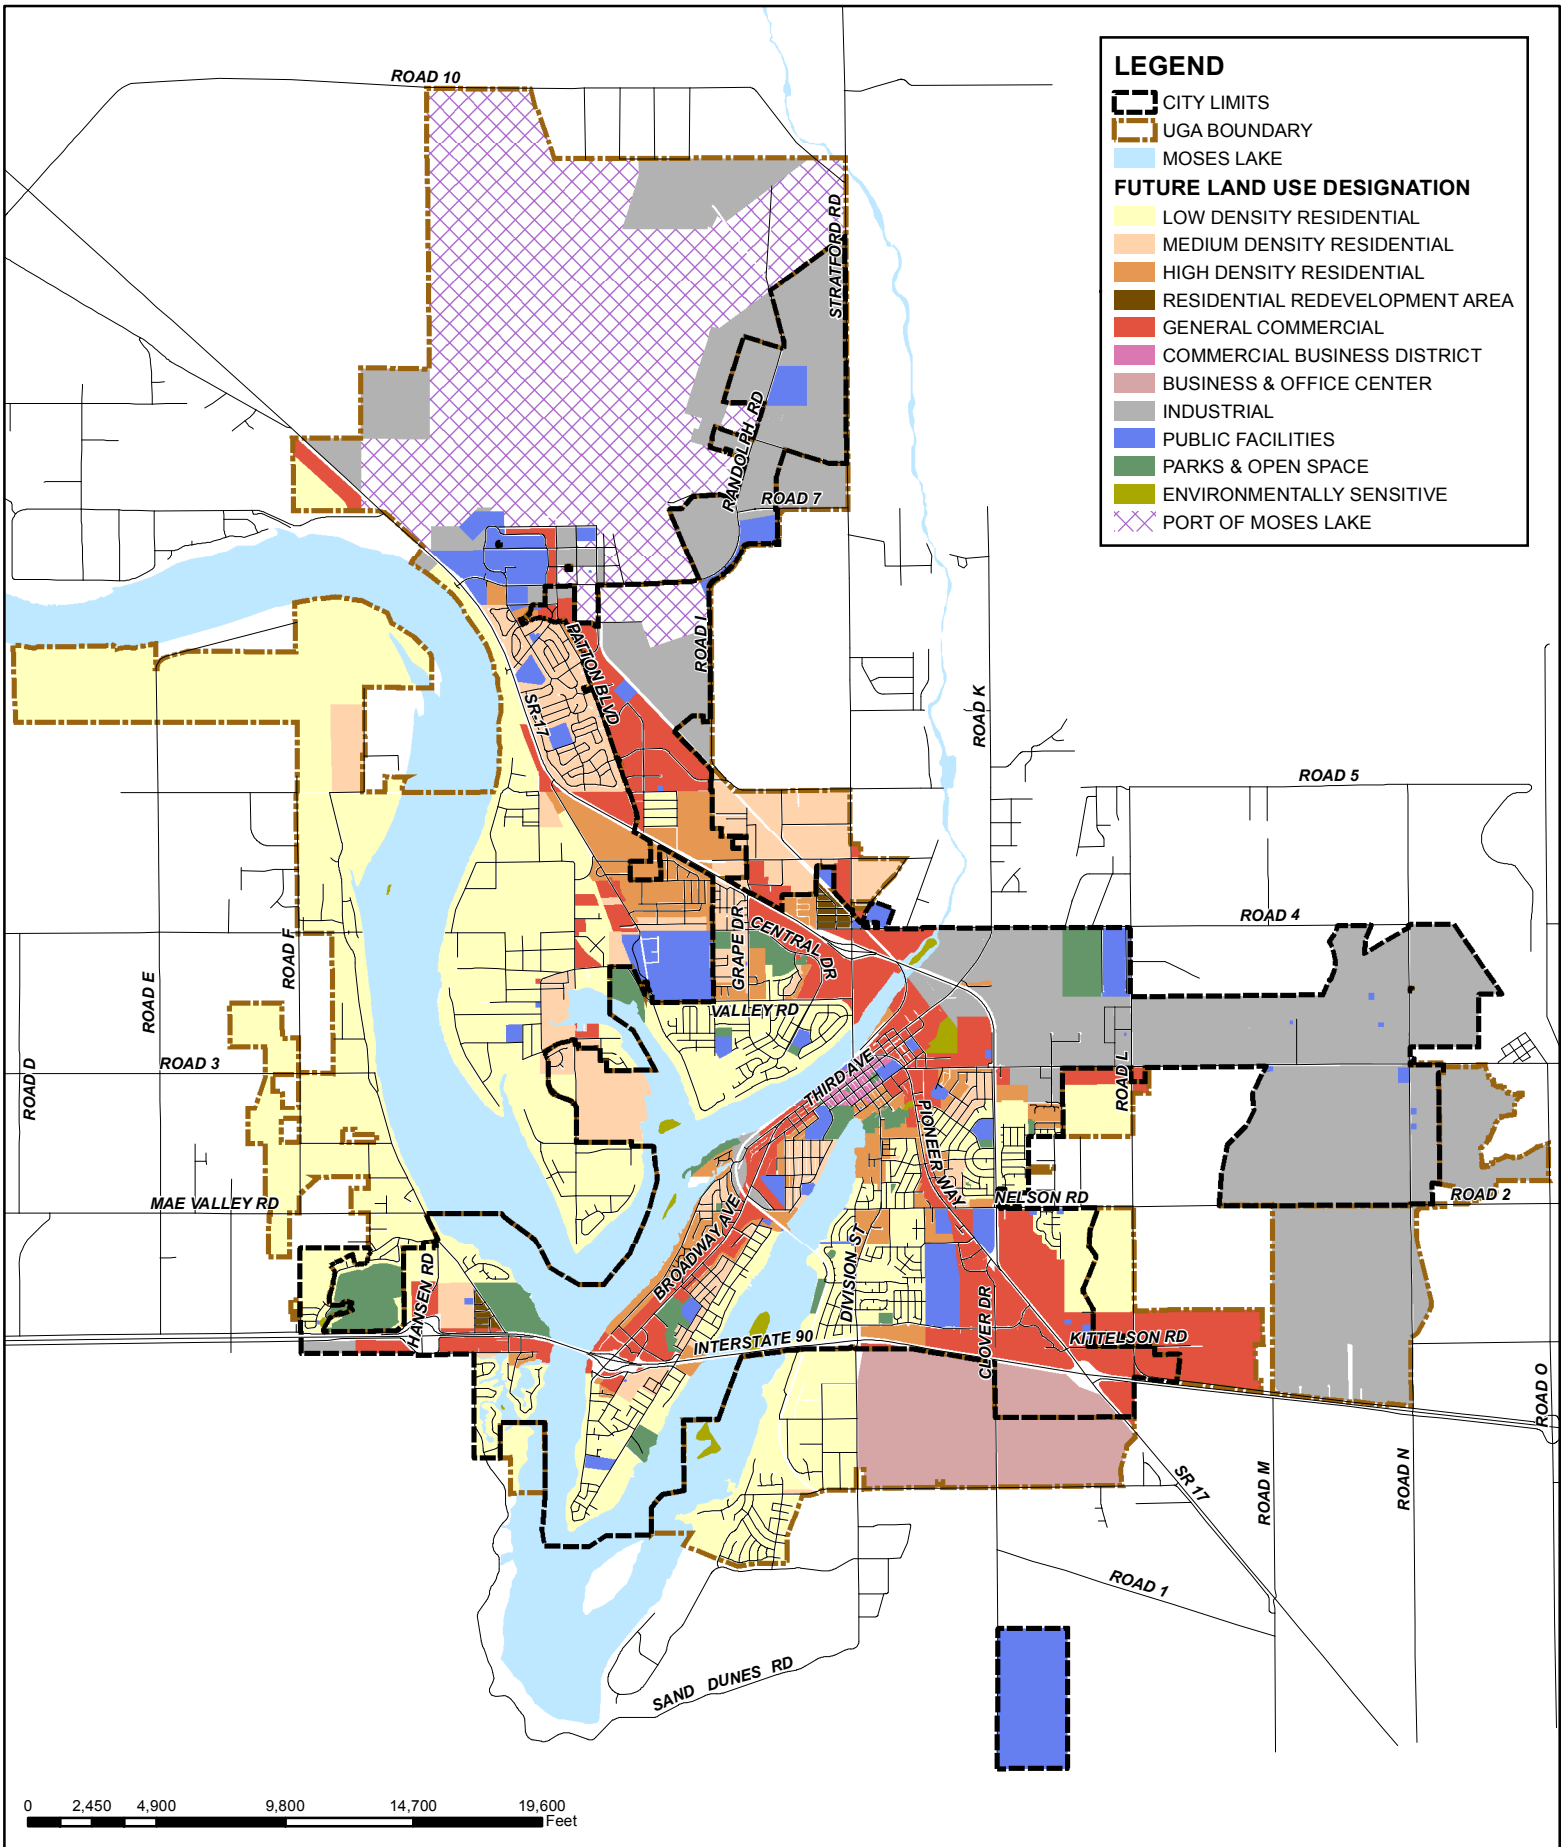 LEGEND
CITY LIMITS
UGA BOUNDARY
MOSES LAKE
FUTURE LAND USE DESIGNATION
LOW DENSITY RESIDENTIAL
MEDIUM DENSITY RESIDENTIAL
HIGH DENSITY RESIDENTIAL
RESIDENTIAL REDEVELOPMENT AREA
GENERAL COMMERCIAL
COMMERCIAL BUSINESS DISTRICT
BUSINESS & OFFICE CENTER
INDUSTRIAL
PUBLIC FACILITIES
PARKS & OPEN SPACE
ENVIRONMENTALLY SENSITIVE
PORT OF MOSES LAKE
ROAD 10
STRATFORD RD
RANDOLPH RD
ROAD 7
ROAD I
PATTON BLVD
SR-17
ROAD K
ROAD 5
ROAD 4
GRAPE DR
CENTRAL DR
ROAD F
ROAD E
VALLEY RD
ROAD 3
ROAD D
THIRD AVE
ROAD L
PIONEER WAY
MAE VALLEY RD
NELSON RD
ROAD 2
HANSEN RD
BROADWAY AVE
DIVISION ST
INTERSTATE 90
CLOVER DR
KITTELSON RD
ROAD O
SR 17
ROAD M
ROAD N
ROAD 1
SAND DUNES RD
0 2,450 4,900 9,800 14,700 19,600
Feet